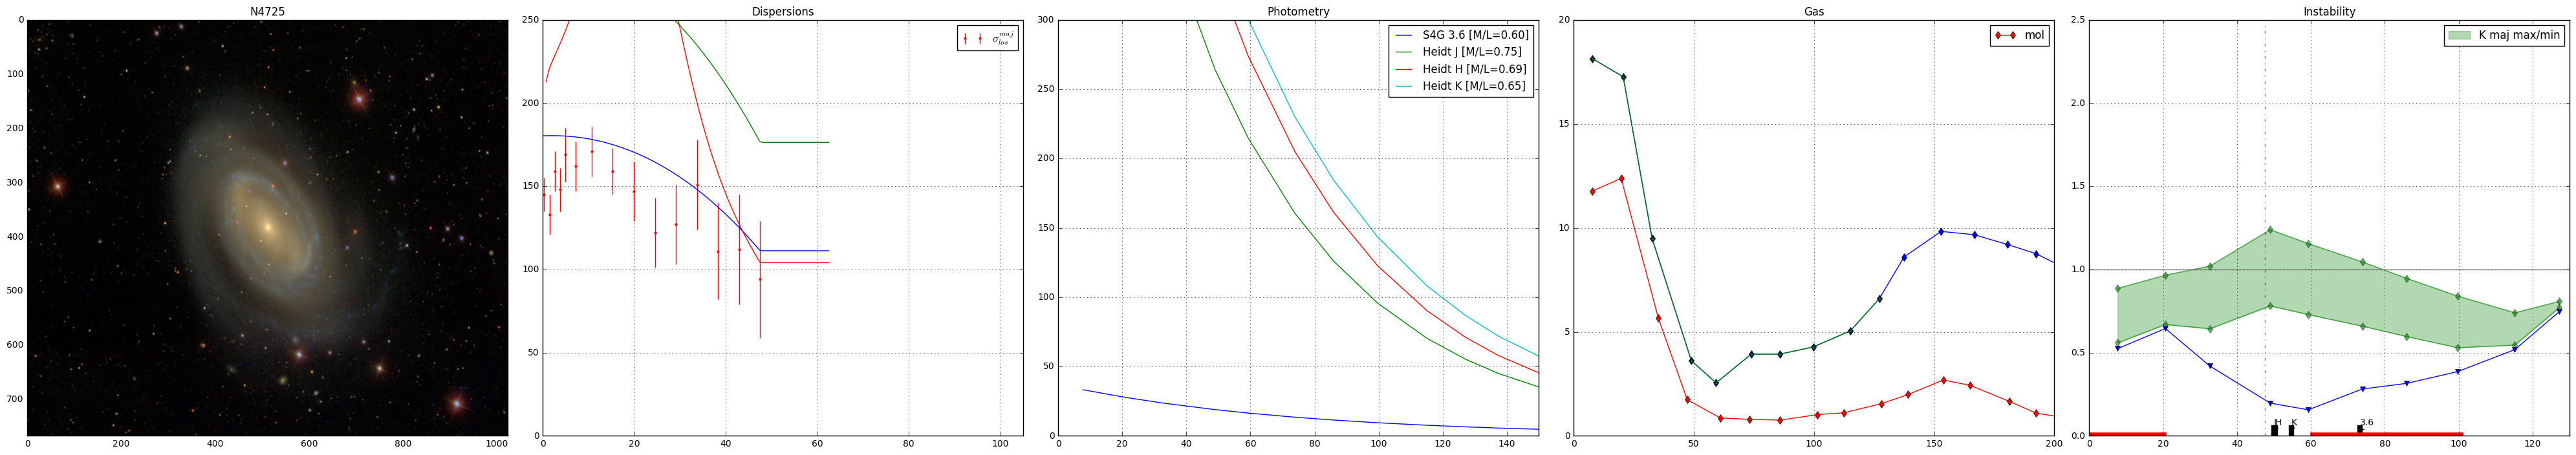 N4725
0
100
200
300
400
500
600
700
0 200 400 600 800 1000
Dispersions
σ_los^maj
250
200
150
100
50
0
0 20 40 60 80 100
Photometry
S4G 3.6 [M/L=0.60]
Heidt J [M/L=0.75]
Heidt H [M/L=0.69]
Heidt K [M/L=0.65]
300
250
200
150
100
50
0
0 20 40 60 80 100 120 140
Gas
mol
20
15
10
5
0
0 50 100 150 200
Instability
K maj max/min
2.5
2.0
1.5
1.0
0.5
0.0
H K 3.6
0 20 40 60 80 100 120